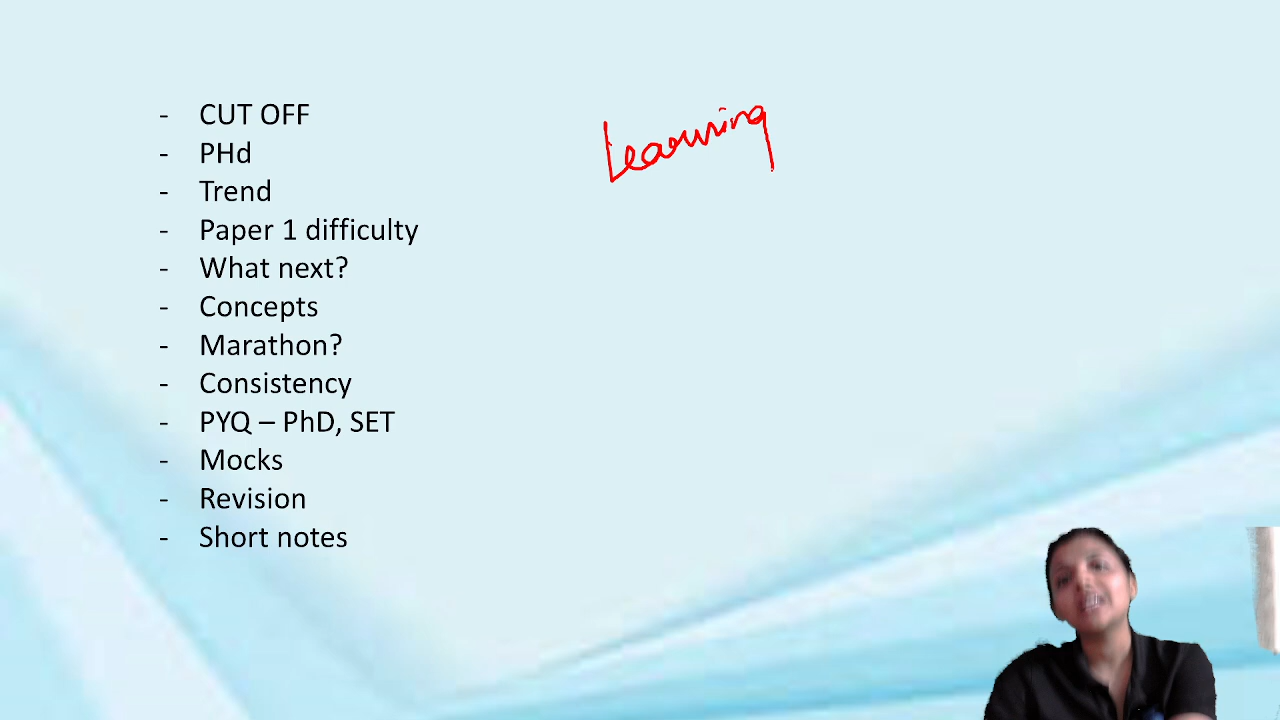 - CUT OFF
- PHd
- Trend
- Paper 1 difficulty
- What next?
- Concepts
- Marathon?
- Consistency
- PYQ – PhD, SET
- Mocks
- Revision
- Short notes
Learning